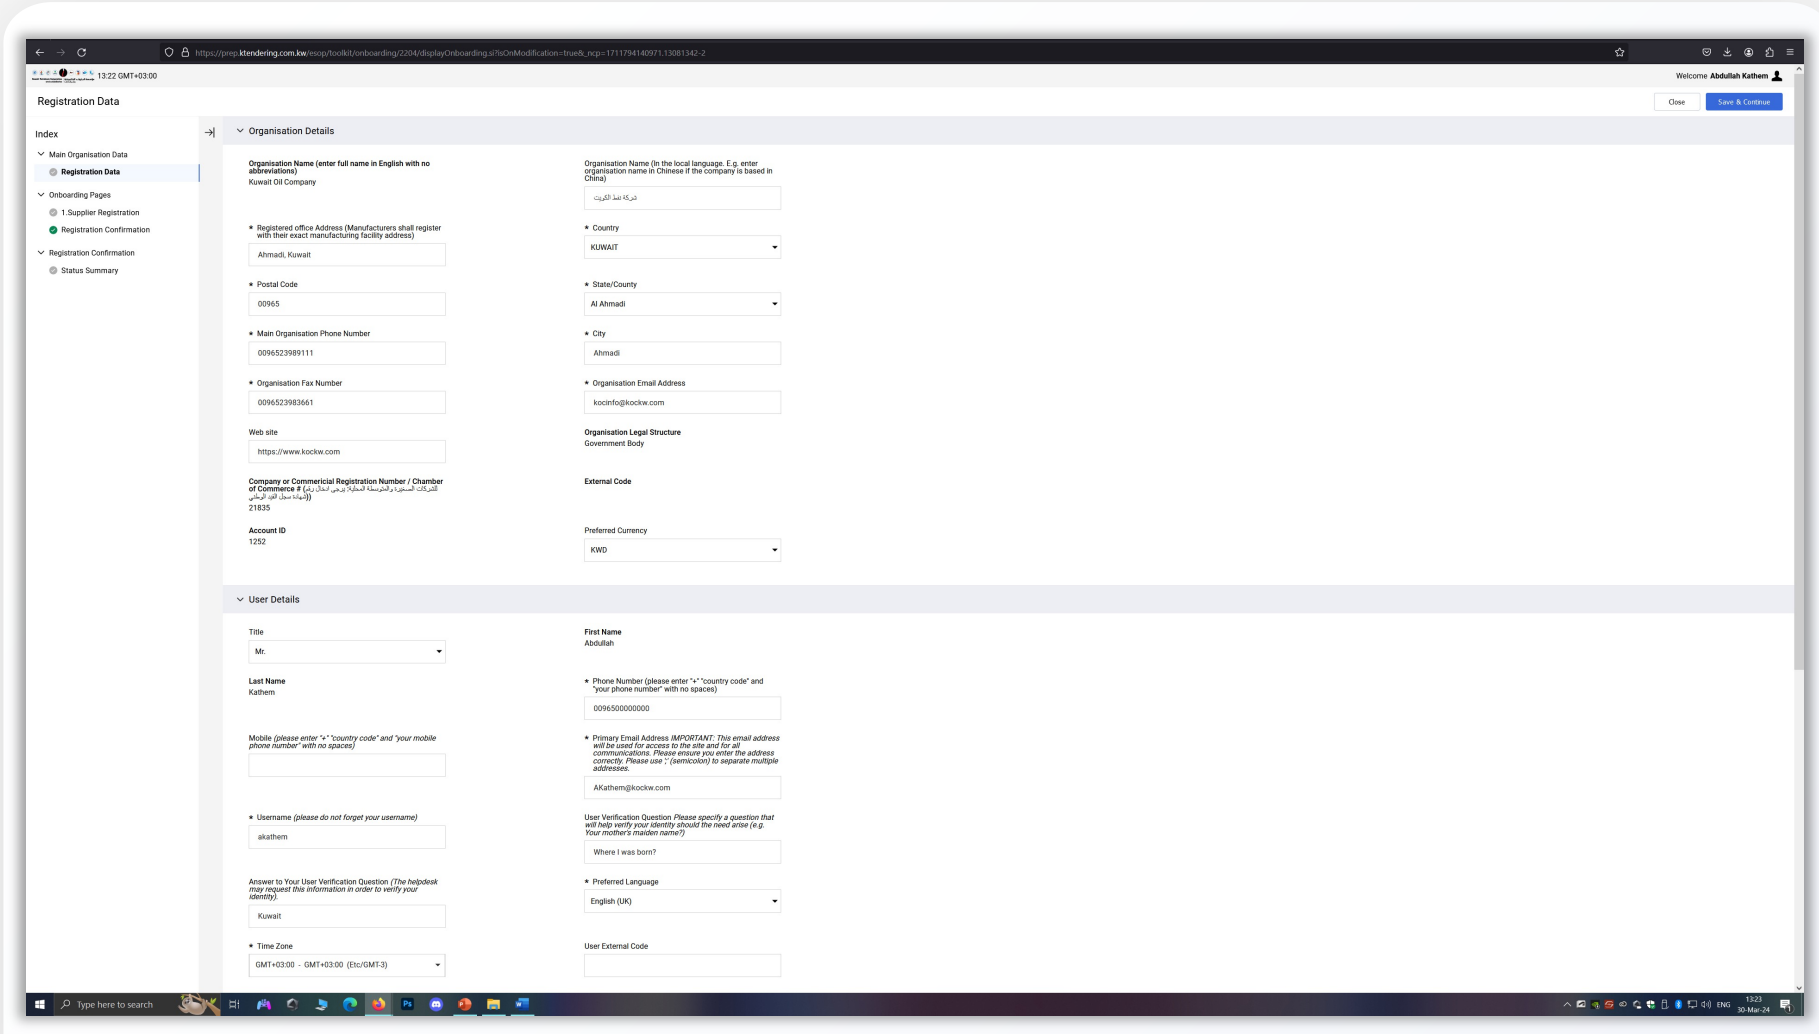 https://prep.ktendering.com.kw/esop/toolkit/onboarding/2204/displayOnboarding.si?isOnModification=true&_ncp=1711794140971.13081342-2
13:22 GMT+03:00
Welcome Abdullah Kathem
Registration Data
Close
Save & Continue
Index
Main Organisation Data
Registration Data
Onboarding Pages
1.Supplier Registration
Registration Confirmation
Registration Confirmation
Status Summary
Organisation Details
Organisation Name (enter full name in English with no
abbreviations)
Kuwait Oil Company
Organisation Name (In the local language. E.g. enter
organisation name in Chinese if the company is based in
China)
شركة نفط الكويت
* Registered office Address (Manufacturers shall register
with their exact manufacturing facility address)
Ahmadi, Kuwait
* Country
KUWAIT
* Postal Code
00965
* State/County
Al Ahmadi
* Main Organisation Phone Number
0096523989111
* City
Ahmadi
* Organisation Fax Number
0096523983661
* Organisation Email Address
kocinfo@kockw.com
Web site
https://www.kockw.com
Organisation Legal Structure
Government Body
Company or Commericial Registration Number / Chamber
of Commerce # (للشركات الصغيرة والمتوسطة المحلية: يرجى ادخال رقم
شهادة سجل القيد الوطني))
21835
External Code
Account ID
1252
Preferred Currency
KWD
User Details
Title
Mr.
First Name
Abdullah
Last Name
Kathem
* Phone Number (please enter "+" "country code" and
"your phone number" with no spaces)
0096500000000
Mobile (please enter "+" "country code" and "your mobile
phone number" with no spaces)
* Primary Email Address IMPORTANT: This email address
will be used for access to the site and for all
communications. Please ensure you enter the address
correctly. Please use ';' (semicolon) to separate multiple
addresses.
AKathem@kockw.com
* Username (please do not forget your username)
akathem
User Verification Question Please specify a question that
will help verify your identity should the need arise (e.g.
Your mother's maiden name?)
Where I was born?
Answer to Your User Verification Question (The helpdesk
may request this information in order to verify your
identity).
Kuwait
* Preferred Language
English (UK)
* Time Zone
GMT+03:00 - GMT+03:00 (Etc/GMT-3)
User External Code
Type here to search
Ps
ENG
13:23
30-Mar-24